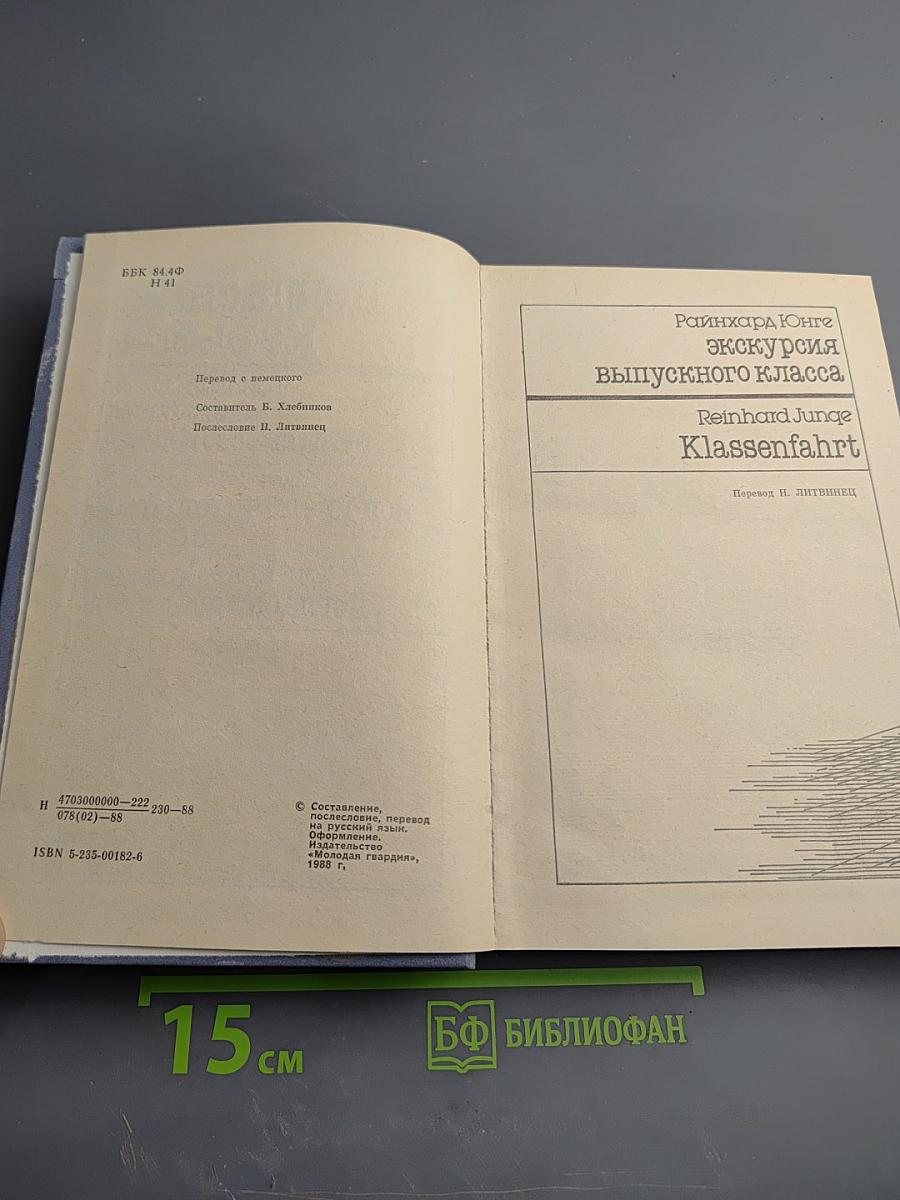 ББК 84.4Ф
Н 41
Перевод с немецкого
Составитель Б. Хлебников
Послесловие Н. Литвинец
Н 4703000000—222
078(02)—88 230—88
ISBN 5-235-00182-6
© Составление,
послесловие, перевод
на русский язык.
Оформление.
Издательство
«Молодая гвардия»,
1988 г,
Райнхард Юнге
ЭКСКУРСИЯ
ВЫПУСКНОГО КЛАССА
Reinhard Junge
Klassenfahrt
Перевод Н. ЛИТВИНЕЦ
15 см
БФ БИБЛИОФАН